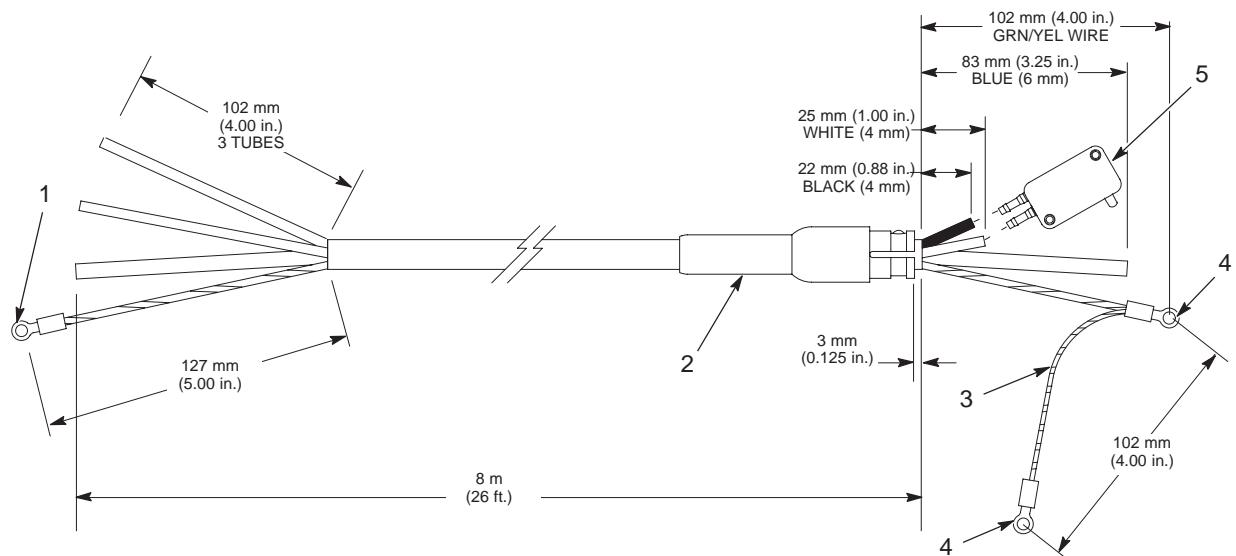 102 mm (4.00 in.)
GRN/YEL WIRE
83 mm (3.25 in.)
BLUE (6 mm)
5
102 mm
(4.00 in.)
3 TUBES
25 mm (1.00 in.)
WHITE (4 mm)
22 mm (0.88 in.)
BLACK (4 mm)
1
4
2
3 mm
(0.125 in.)
127 mm
(5.00 in.)
3
102 mm
(4.00 in.)
8 m
(26 ft.)
4